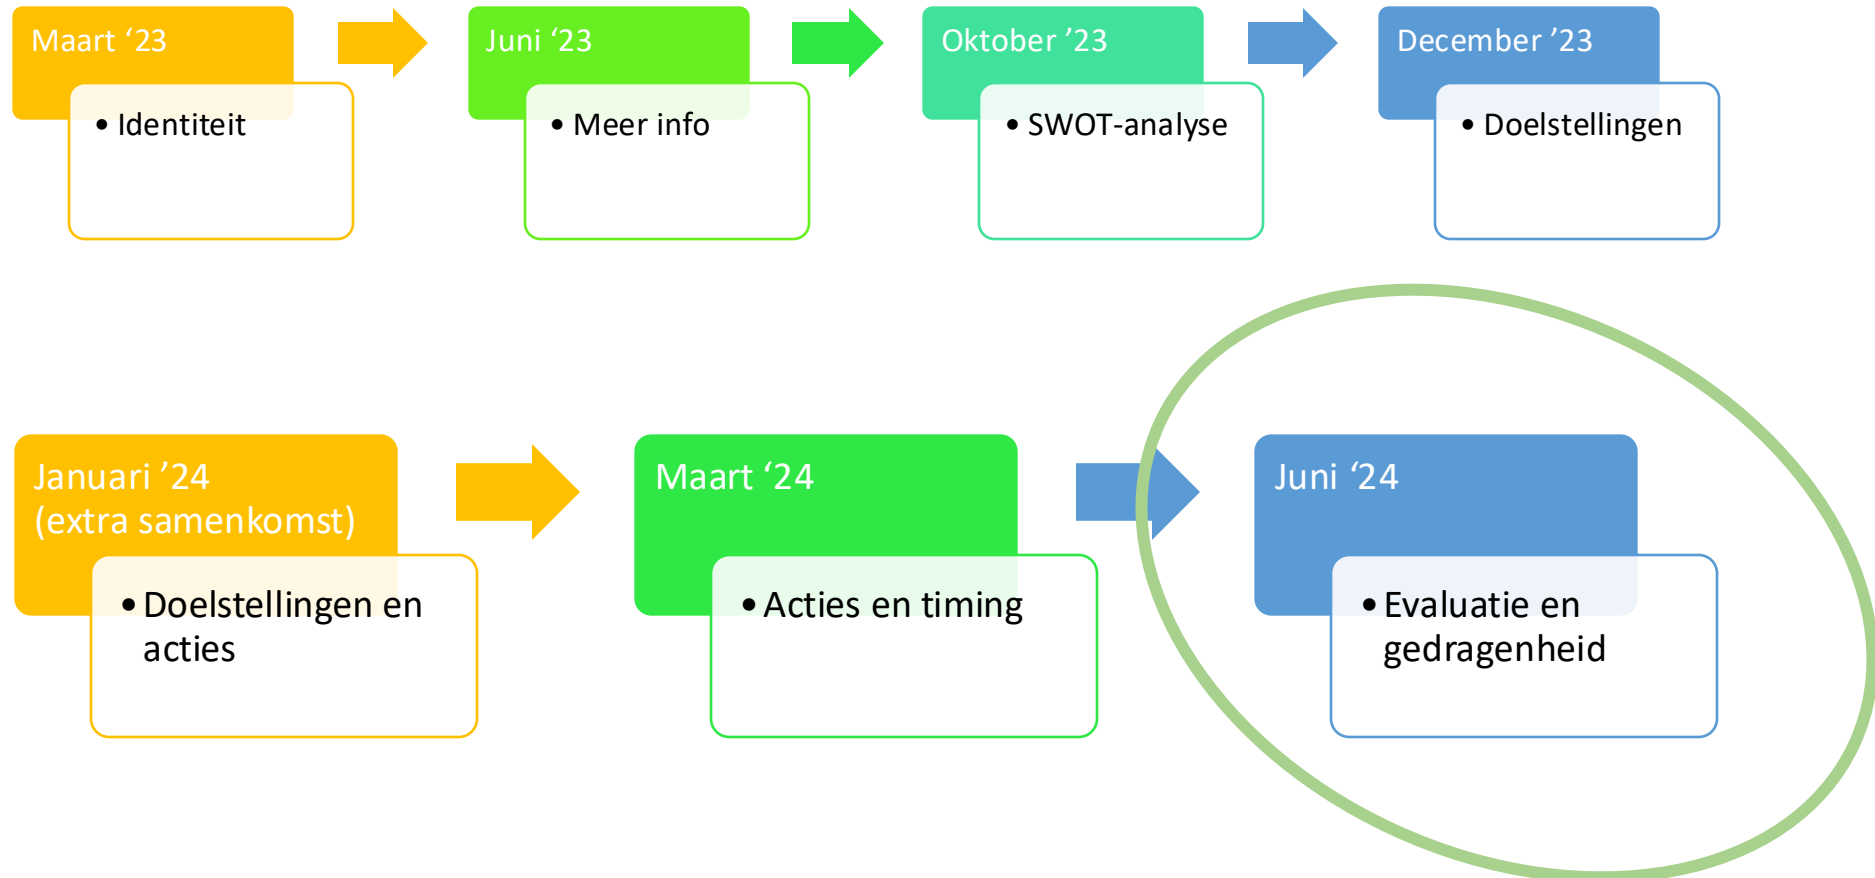 Maart ‘23
• Identiteit
Juni ‘23
• Meer info
Oktober ’23
• SWOT-analyse
December ’23
• Doelstellingen
Januari ’24
(extra samenkomst)
• Doelstellingen en
acties
Maart ‘24
• Acties en timing
Juni ‘24
• Evaluatie en
gedragenheid